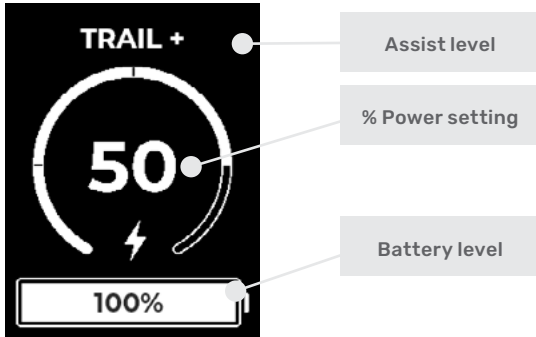 TRAIL +
Assist level
50
% Power setting
Battery level
100%